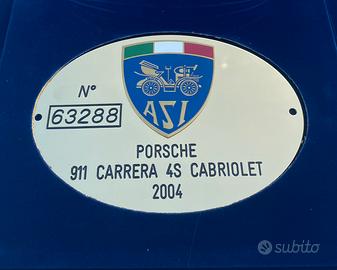 N°
63288
ASI
PORSCHE
911 CARRERA 4S CABRIOLET
2004
subito